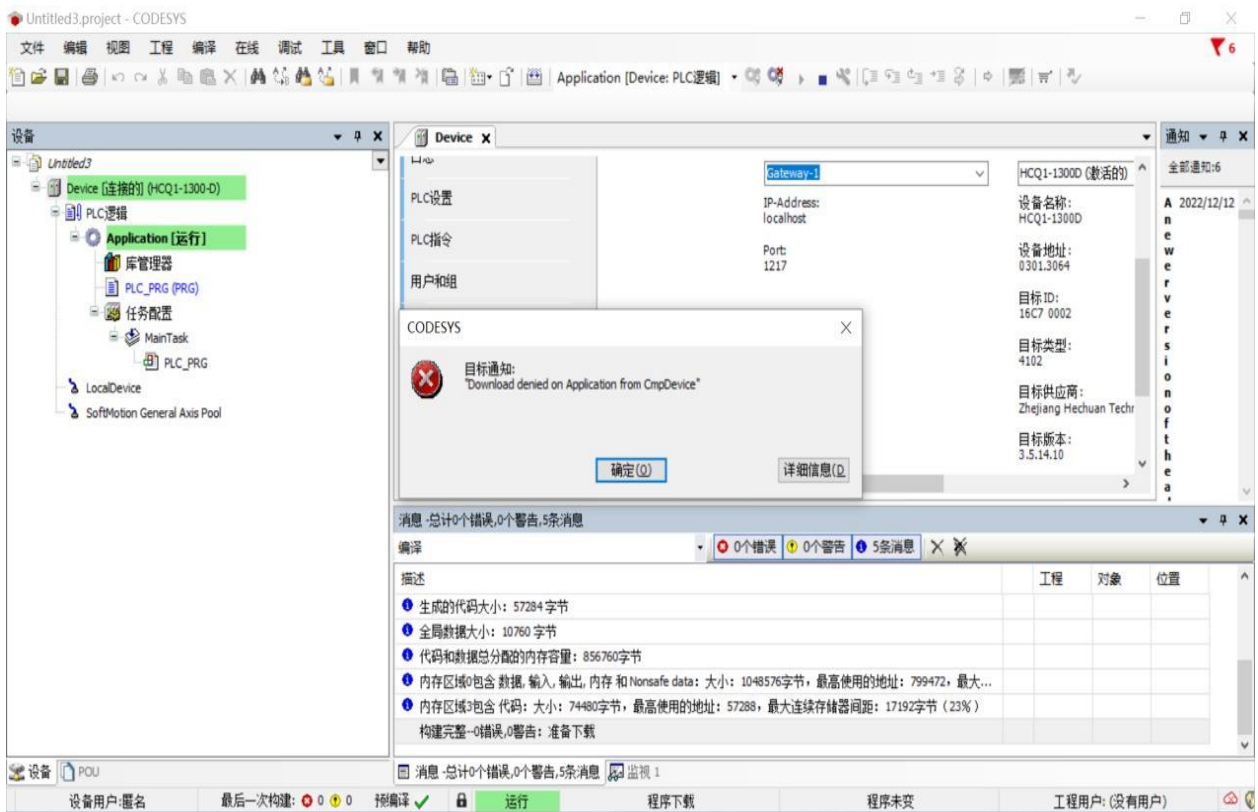 Untitled3.project - CODESYS
文件 编辑 视图 工程 编译 在线 调试 工具 窗口 帮助
6
Application [Device: PLC逻辑]
设备
Device
通知
Untitled3
Device [连接的] (HCQ1-1300-D)
PLC逻辑
Application [运行]
库管理器
PLC_PRG (PRG)
任务配置
MainTask
PLC_PRG
LocalDevice
SoftMotion General Axis Pool
PLC设置
PLC指令
用户和组
Gateway-1
IP-Address:
localhost
Port:
1217
HCQ1-1300D (激活的)
设备名称:
HCQ1-1300D
设备地址:
0301.3064
目标ID:
16C7 0002
目标类型:
4102
目标供应商:
Zhejiang Hechuan Techr
目标版本:
3.5.14.10
全部通知:6
A 2022/12/12
n
e
w
e
r
v
e
r
s
i
o
n
o
f
t
h
e
a
CODESYS
目标通知:
"Download denied on Application from CmpDevice"
确定(O)
详细信息(D
消息 -总计0个错误,0个警告,5条消息
编译
0个错误 0个警告 5条消息
描述 工程 对象 位置
生成的代码大小: 57284 字节
全局数据大小: 10760 字节
代码和数据总分配的内存容量: 856760字节
内存区域0包含 数据, 输入, 输出, 内存 和 Nonsafe data: 大小: 1048576字节, 最高使用的地址: 799472, 最大...
内存区域3包含 代码: 大小: 74480字节, 最高使用的地址: 57288, 最大连续存储器间距: 17192字节 (23%)
构建完整--0错误,0警告: 准备下载
设备 POU
消息 -总计0个错误,0个警告,5条消息 监视 1
设备用户:匿名 最后一次构建: 0 0 预编译 运行 程序下载 程序未变 工程用户: (没有用户)